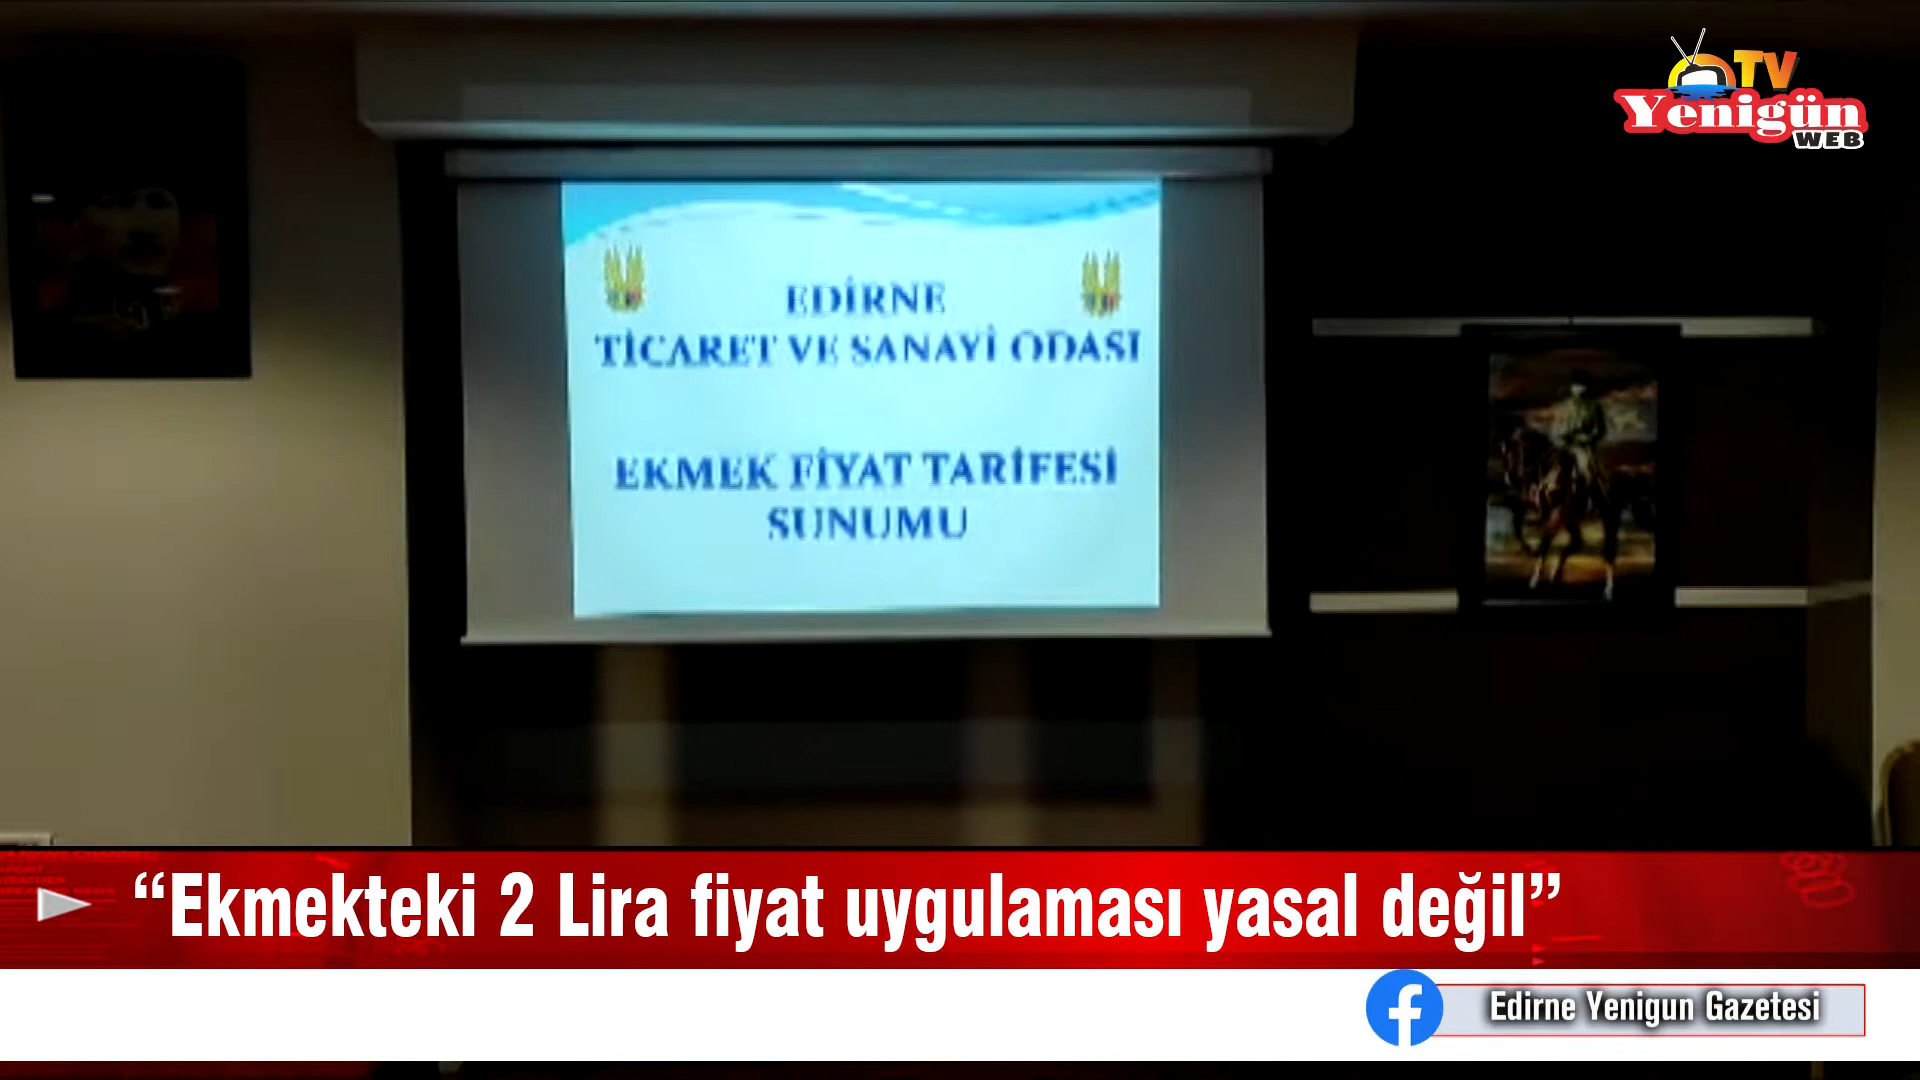 TV
Yenigün
WEB
EDİRNE
TİCARET VE SANAYİ ODASI
EKMEK FİYAT TARİFESİ
SUNUMU
“Ekmekteki 2 Lira fiyat uygulaması yasal değil”
Edirne Yenigun Gazetesi